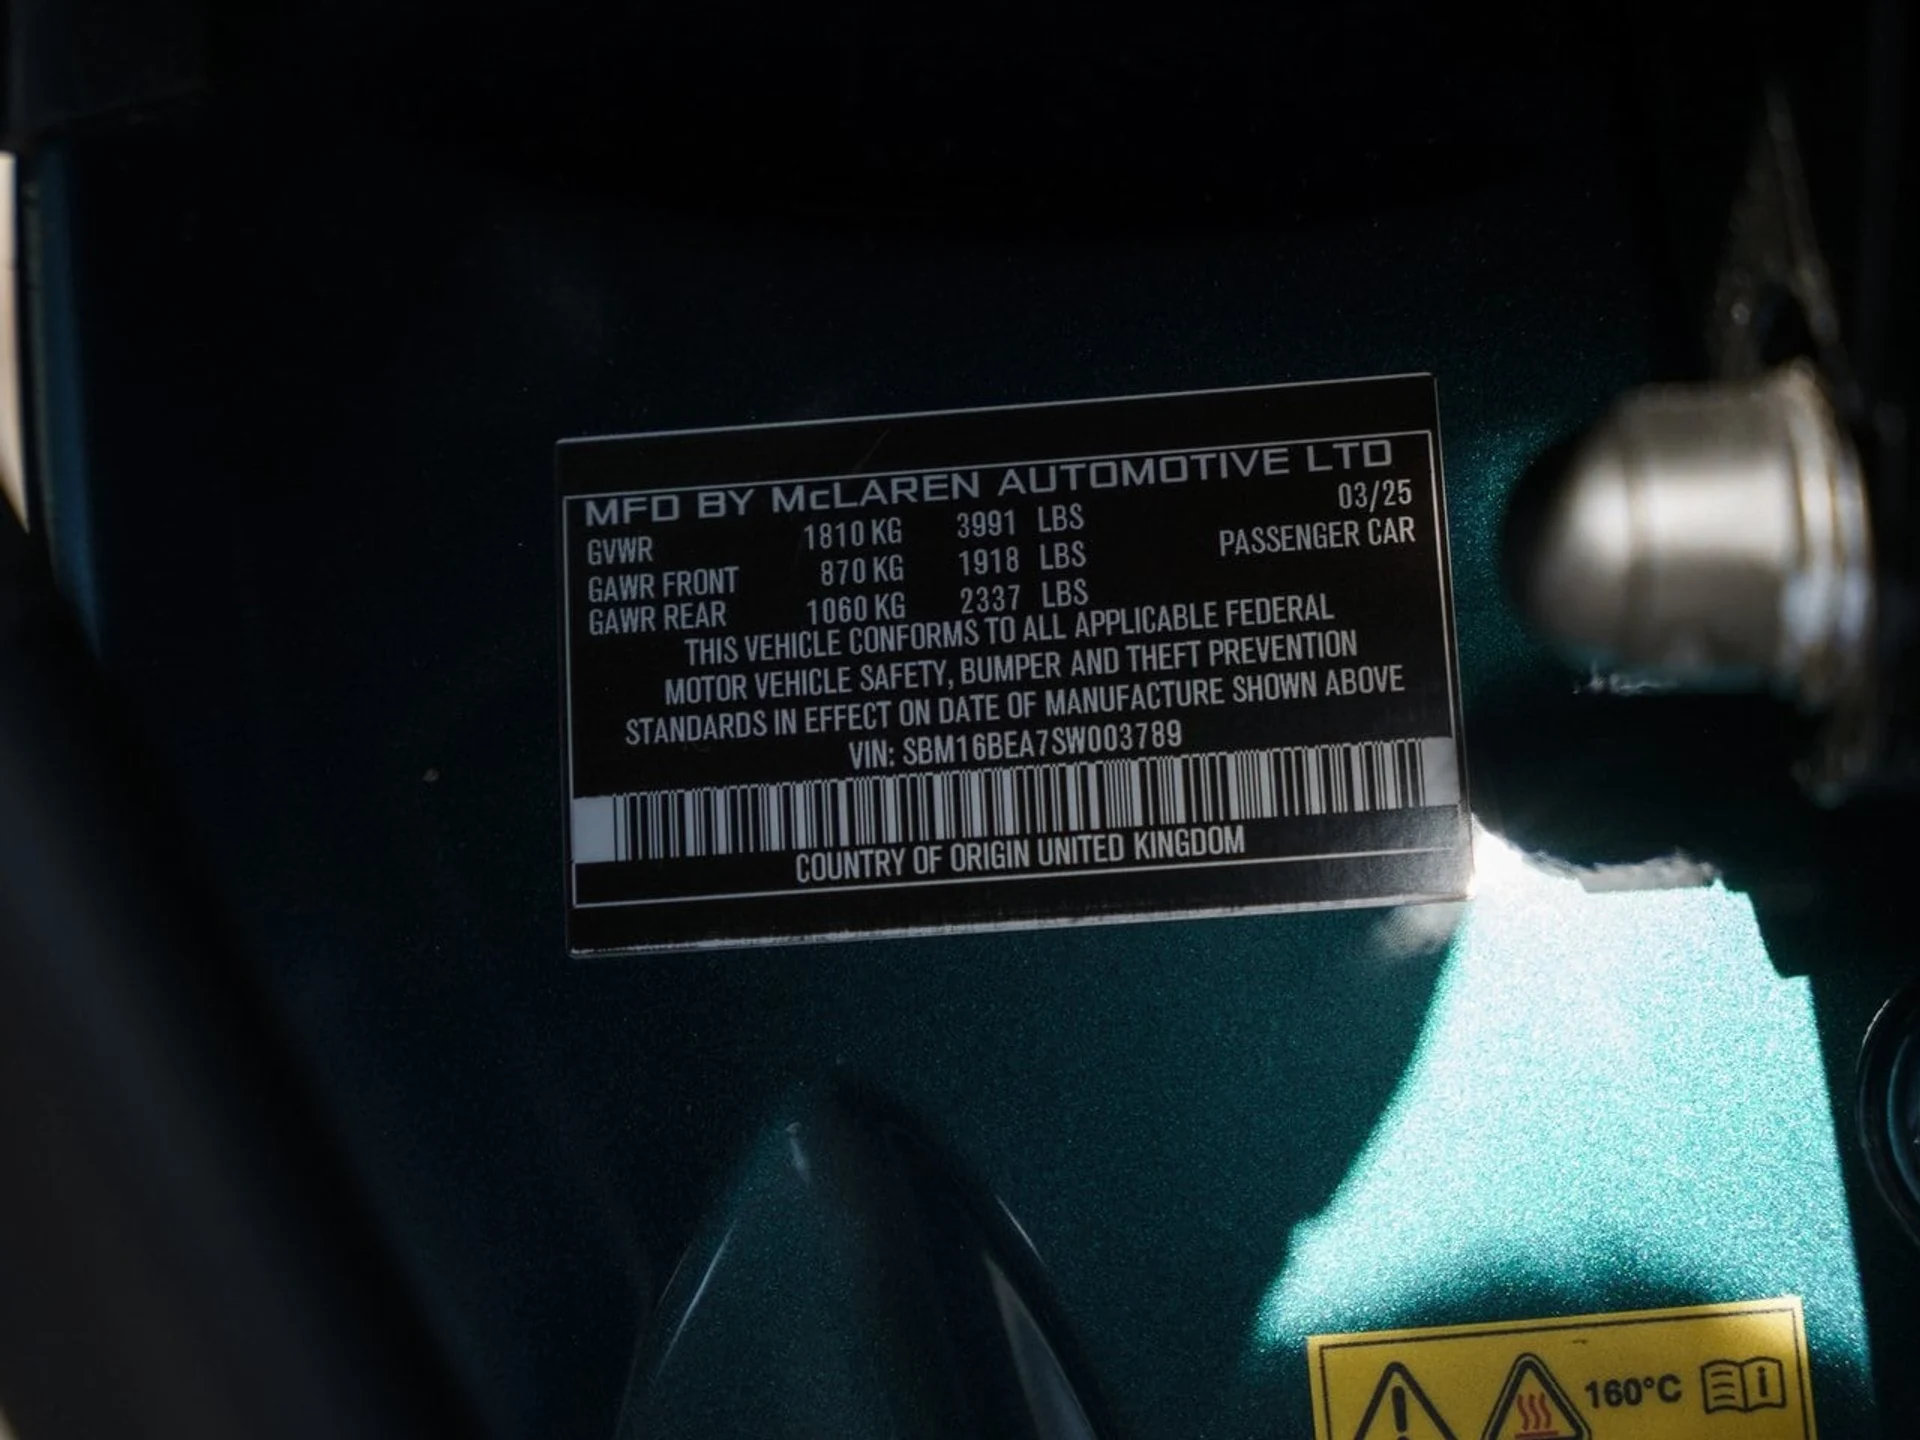 MFD BY McLAREN AUTOMOTIVE LTD
03/25
GVWR 1810 KG 3991 LBS
PASSENGER CAR
GAWR FRONT 870 KG 1918 LBS
GAWR REAR 1060 KG 2337 LBS
THIS VEHICLE CONFORMS TO ALL APPLICABLE FEDERAL
MOTOR VEHICLE SAFETY, BUMPER AND THEFT PREVENTION
STANDARDS IN EFFECT ON DATE OF MANUFACTURE SHOWN ABOVE
VIN: SBM16BEA7SW003789
COUNTRY OF ORIGIN UNITED KINGDOM
160°C